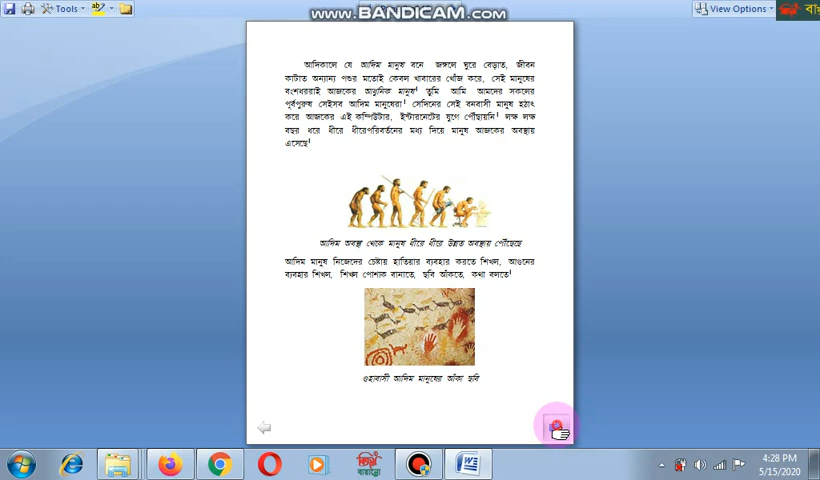 www.BANDICAM.com
Tools
View Options
আদিকালে যে আদিম মানুষ বনে জঙ্গলে ঘুরে বেড়াত, জীবন
কাটাত অন্যান্য পশুর মতোই কেবল খাবারের খোঁজ করে, সেই মানুষের
বংশধররাই আজকের আধুনিক মানুষ। তুমি আমি আমদের সকলের
পূর্বপুরুষ সেইসব আদিম মানুষেরা। সেদিনের সেই বনবাসী মানুষ হঠাৎ
করে আজকের এই কম্পিউটার, ইন্টারনেটের যুগে পৌঁছায়নি। লক্ষ লক্ষ
বছর ধরে ধীরে ধীরেপরিবর্তনের মধ্য দিয়ে মানুষ আজকের অবস্থায়
এসেছে।
আদিম অবস্থা থেকে মানুষ ধীরে ধীরে উন্নত অবস্থায় পৌঁছেছে
আদিম মানুষ নিজেদের চেষ্টায় হাতিয়ার ব্যবহার করতে শিখল, আগুনের
ব্যবহার শিখল, শিখল পোশাক বানাতে, ছবি আঁকতে, কথা বলতে।
গুহাবাসী আদিম মানুষের আঁকা ছবি
4:28 PM
5/15/2020